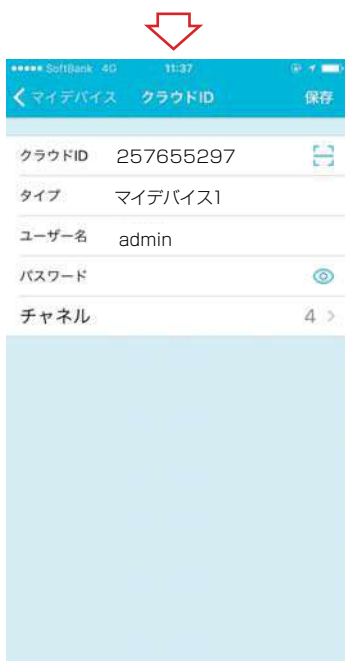 SoftBank 4G 11:37
マイデバイス クラウドID 保存
クラウドID 257655297
タイプ マイデバイス1
ユーザー名 admin
パスワード
チャネル 4